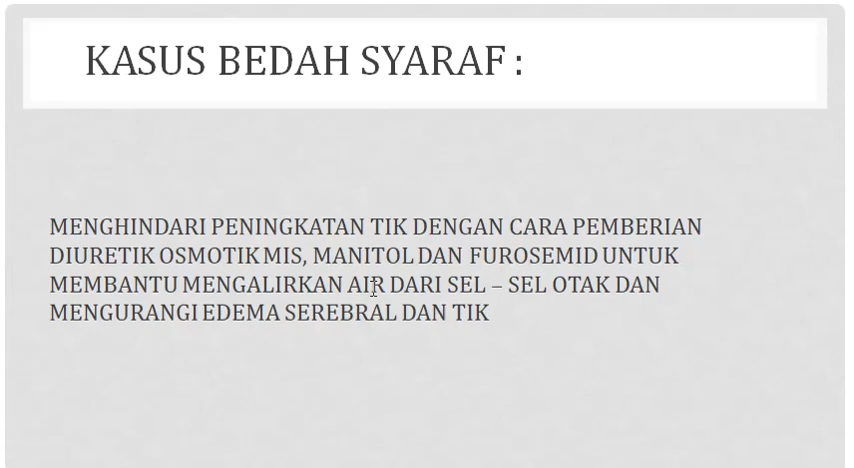 KASUS BEDAH SYARAF :
MENGHINDARI PENINGKATAN TIK DENGAN CARA PEMBERIAN
DIURETIK OSMOTIK MIS, MANITOL DAN FUROSEMID UNTUK
MEMBANTU MENGALIRKAN AIR DARI SEL – SEL OTAK DAN
MENGURANGI EDEMA SEREBRAL DAN TIK